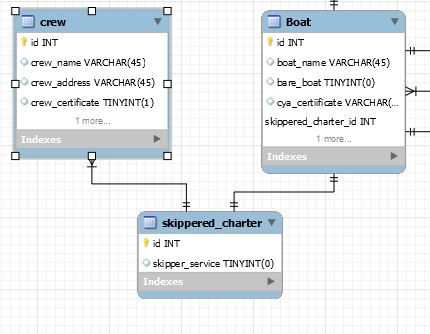 crew
id INT
crew_name VARCHAR(45)
crew_address VARCHAR(45)
crew_certificate TINYINT(1)
1 more...
Indexes
Boat
id INT
boat_name VARCHAR(45)
bare_boat TINYINT(0)
cya_certiificate VARCHAR(...
skippered_charter_id INT
1 more...
Indexes
skippered_charter
id INT
skipper_service TINYINT(0)
Indexes